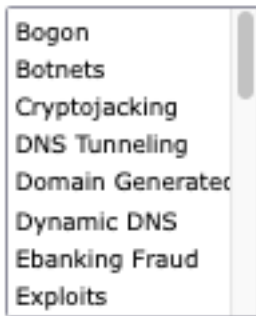 Bogon
Botnets
Cryptojacking
DNS Tunneling
Domain Generated
Dynamic DNS
Ebanking Fraud
Exploits